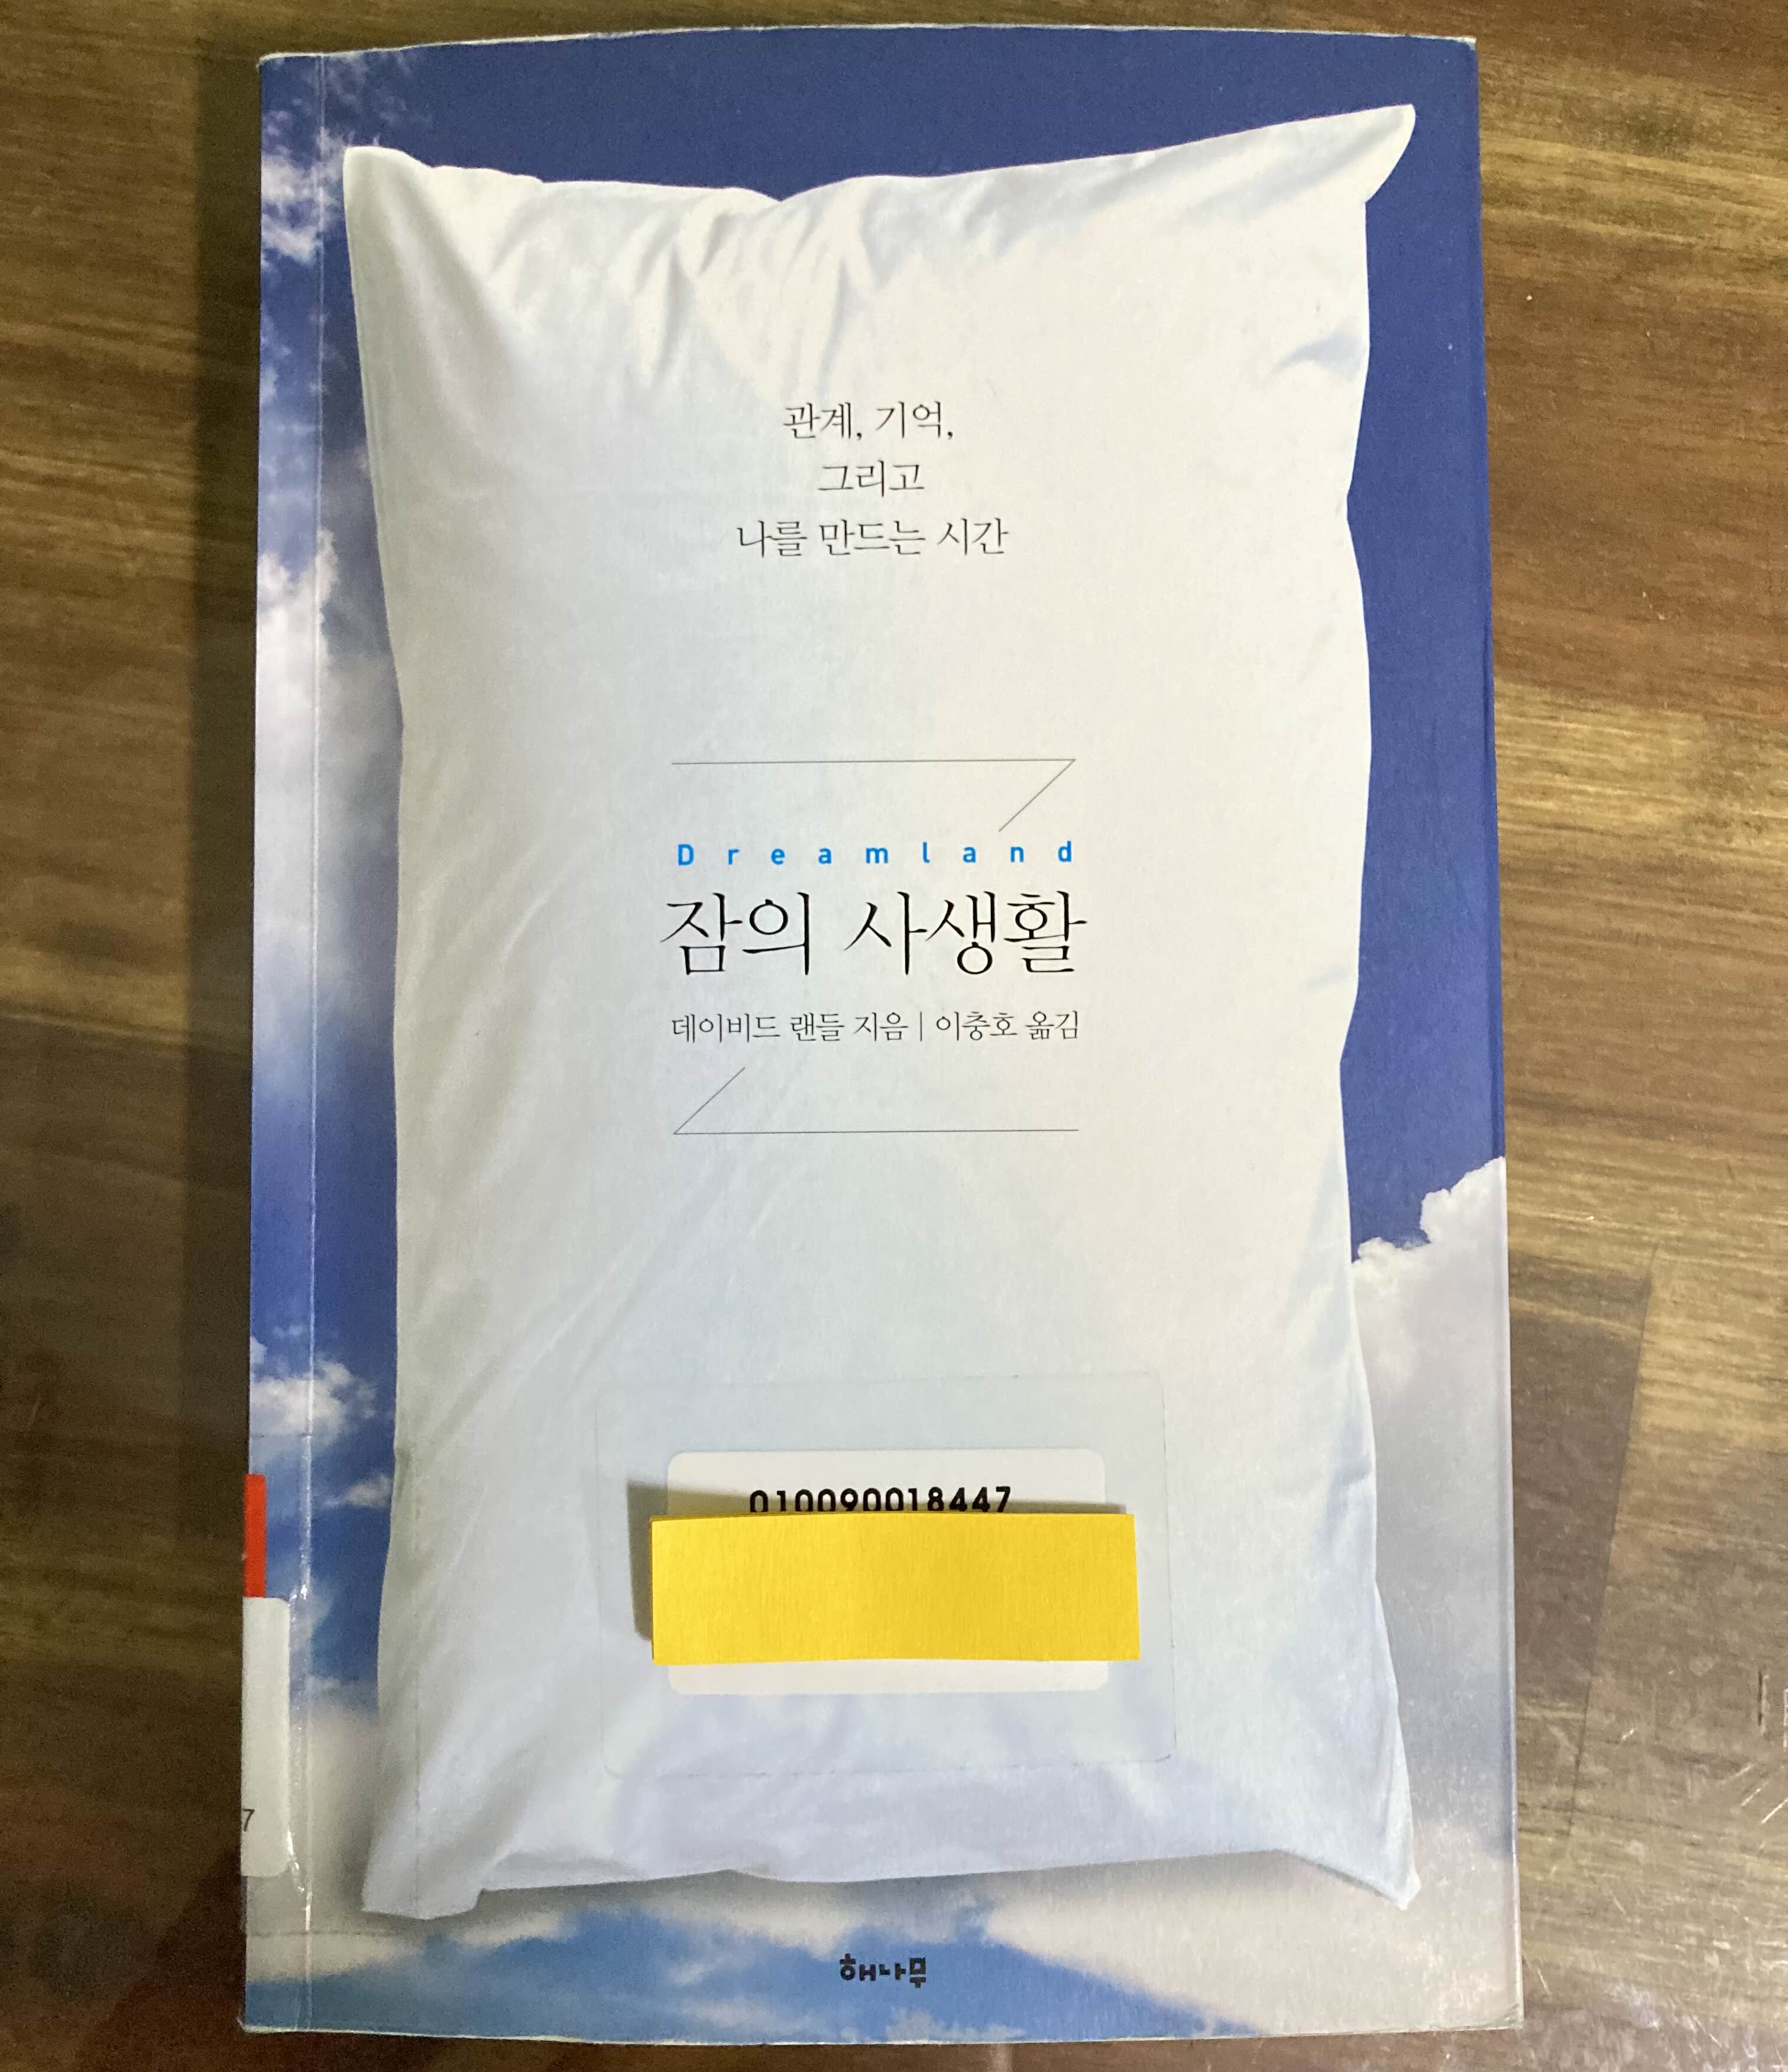 관계, 기억,
그리고
나를 만드는 시간
Dreamland
잠의 사생활
데이비드 랜들 지음 | 이충호 옮김
010090018447
7
해나무